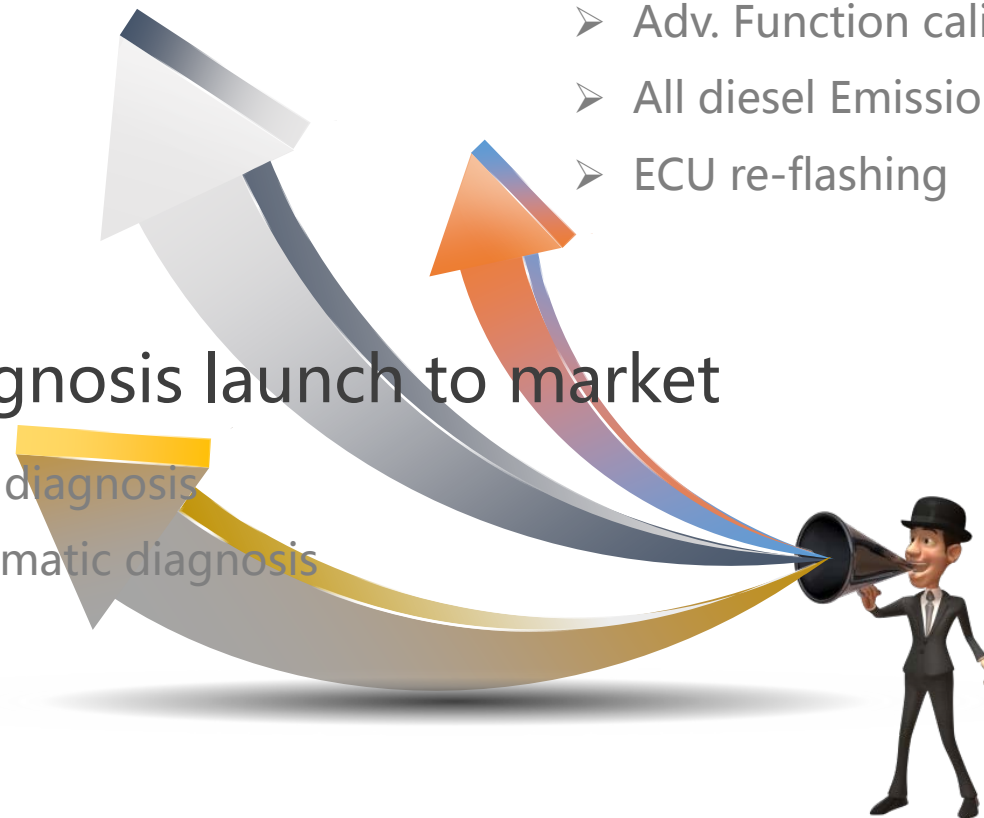 Adv. Function cali
All diesel Emissio
ECU re-flashing
gnosis launch to market
diagnosis
matic diagnosis